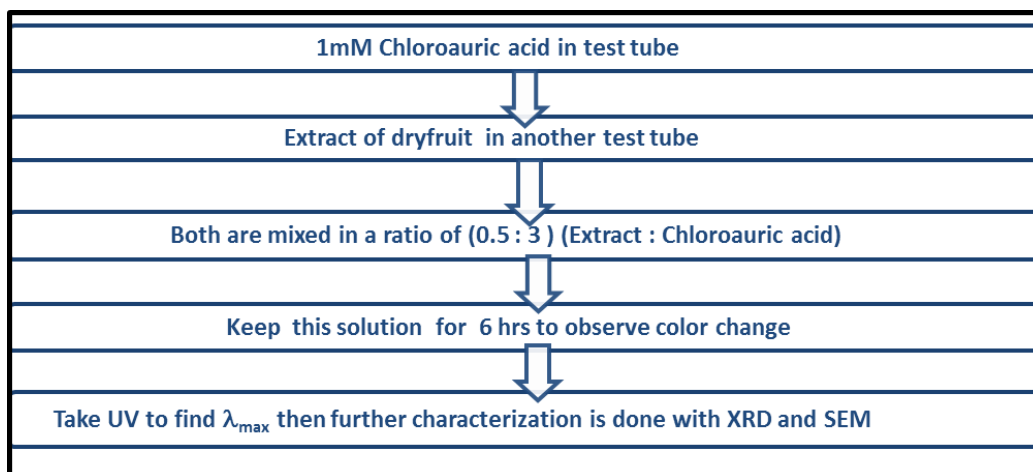 1mM Chloroauric acid in test tube
Extract of dryfruit in another test tube
Both are mixed in a ratio of (0.5 : 3 ) (Extract : Chloroauric acid)
Keep this solution for 6 hrs to observe color change
Take UV to find λmax then further characterization is done with XRD and SEM